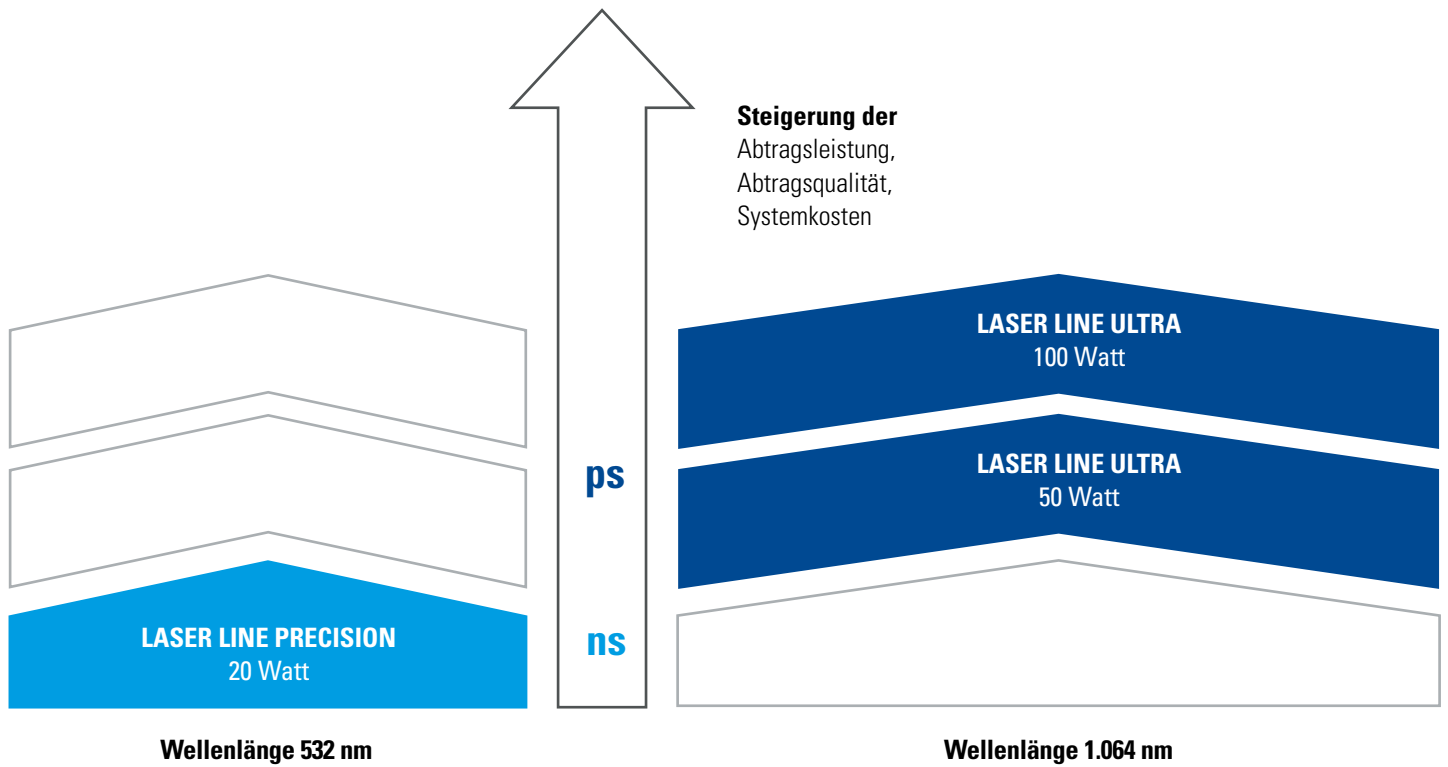 Steigerung der
Abtragsleistung,
Abtragsqualität,
Systemkosten
LASER LINE ULTRA
100 Watt
ps
LASER LINE ULTRA
50 Watt
LASER LINE PRECISION
20 Watt
ns
Wellenlänge 532 nm
Wellenlänge 1.064 nm